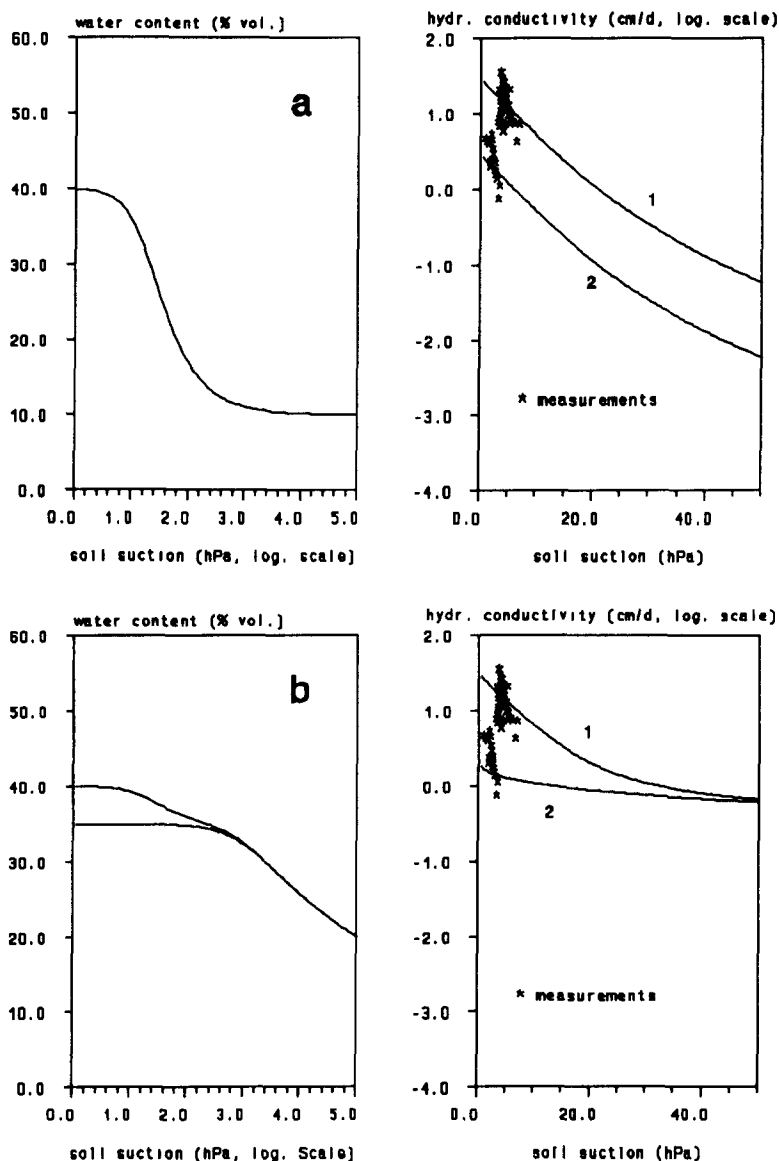 water content (% vol.)
60.0
50.0
40.0
30.0
20.0
10.0
0.0
a
0.0 1.0 2.0 3.0 4.0 5.0
soil suction (hPa, log. scale]
hydr. conductivity (cm/d, log. scale)
2.0
1.0
0.0
-1.0
-2.0
-3.0
-4.0
1
2
* measurements
0.0 20.0 40.0
soil suction (hPa)
water content (% vol.)
60.0
50.0
40.0
30.0
20.0
10.0
0.0
b
0.0 1.0 2.0 3.0 4.0 5.0
soil suction (hPa, log. Scale]
hydr. conductivity (cm/d, log. scale)
2.0
1.0
0.0
-1.0
-2.0
-3.0
-4.0
1
2
* measurements
0.0 20.0 40.0
soil suction (hPa)